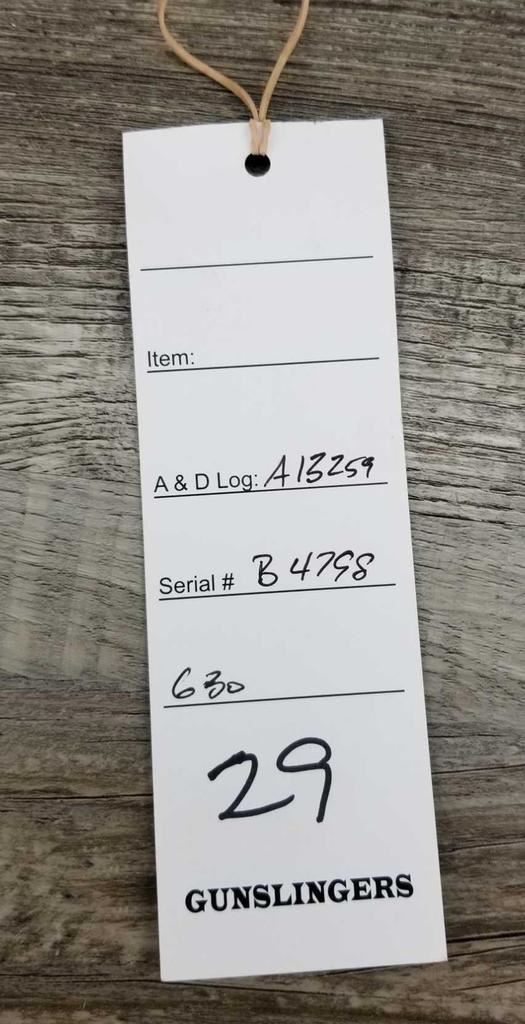 Item:
A & D Log: A13259
Serial # B4798
630
29
GUNSLINGERS